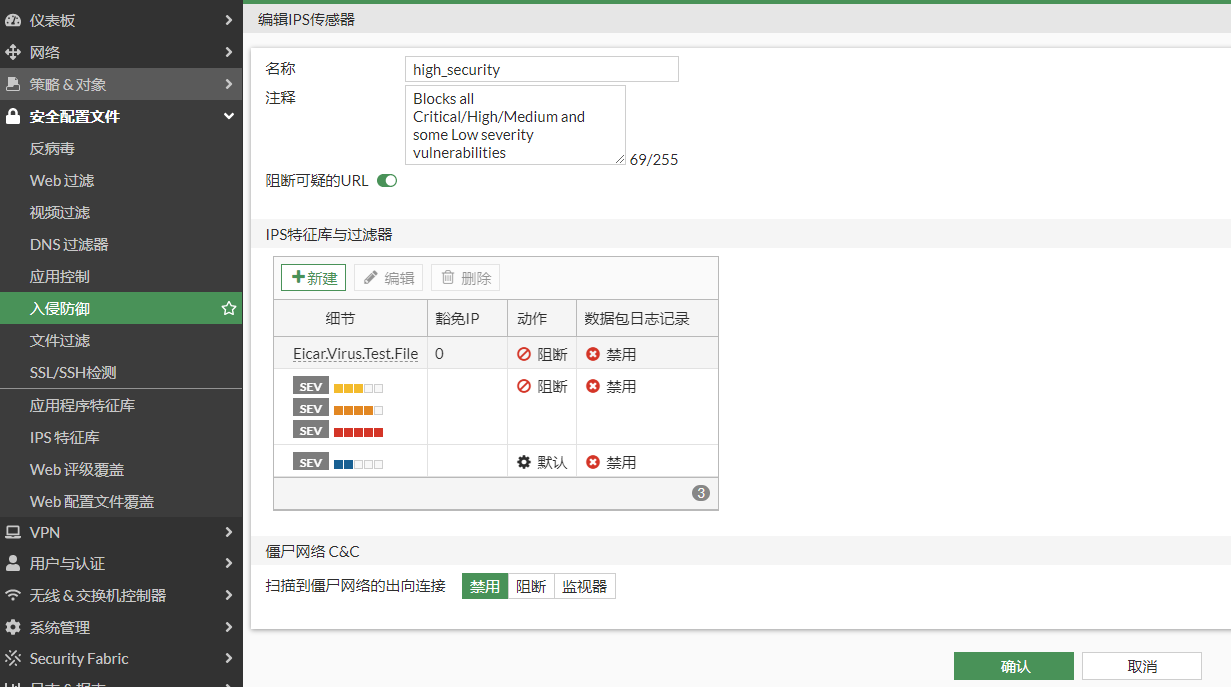 编辑IPS传感器
仪表板
网络
策略 & 对象
安全配置文件
反病毒
Web 过滤
视频过滤
DNS 过滤器
应用控制
入侵防御
文件过滤
SSL/SSH检测
应用程序特征库
IPS 特征库
Web 评级覆盖
Web 配置文件覆盖
VPN
用户与认证
无线 & 交换机控制器
系统管理
Security Fabric
名称 high_security
注释 Blocks all
Critical/High/Medium and
some Low severity
vulnerabilities
69/255
阻断可疑的URL
IPS特征库与过滤器
新建 编辑 删除
细节 豁免IP 动作 数据包日志记录
Eicar.Virus.Test.File 0 阻断 禁用
SEV 阻断 禁用
SEV
SEV
SEV 默认 禁用
3
僵尸网络 C&C
扫描到僵尸网络的出向连接 禁用 阻断 监视器
确认 取消